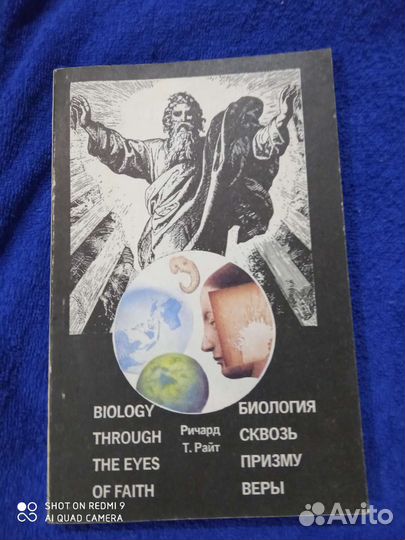 BIOLOGY
THROUGH
THE EYES
OF FAITH
Ричард
Т. Райт
БИОЛОГИЯ
СКВОЗЬ
ПРИЗМУ
ВЕРЫ
SHOT ON REDMI 9
AI QUAD CAMERA
Avito